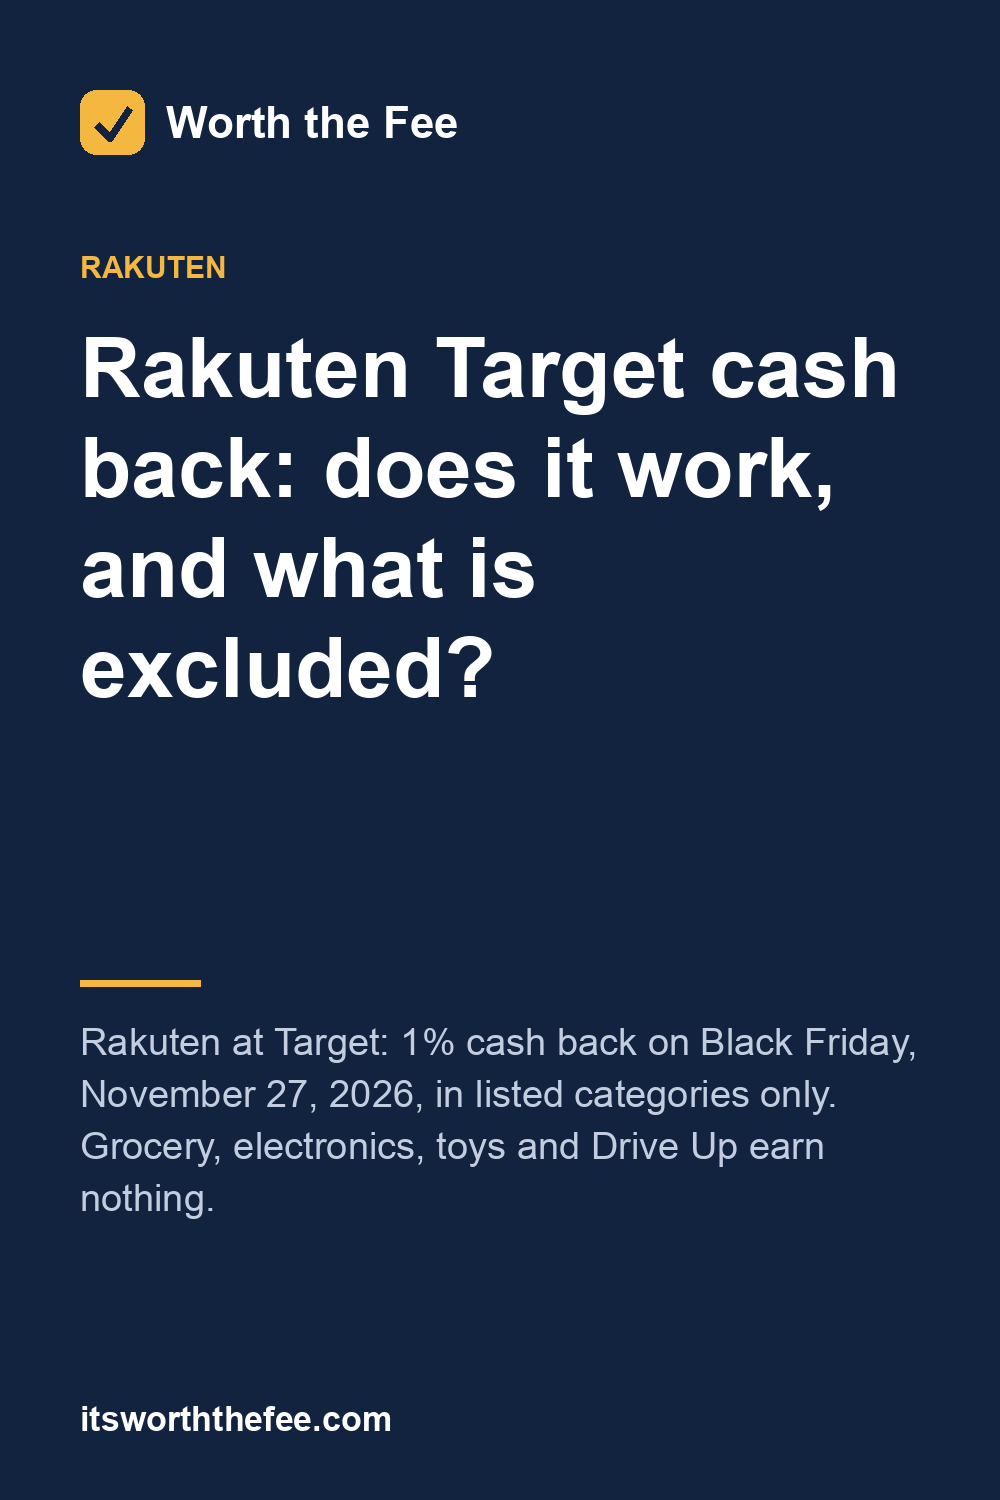 Worth the Fee
RAKUTEN
Rakuten Target cash
back: does it work,
and what is
excluded?
Rakuten at Target: 1% cash back on Black Friday,
November 27, 2026, in listed categories only.
Grocery, electronics, toys and Drive Up earn
nothing.
itsworththefee.com